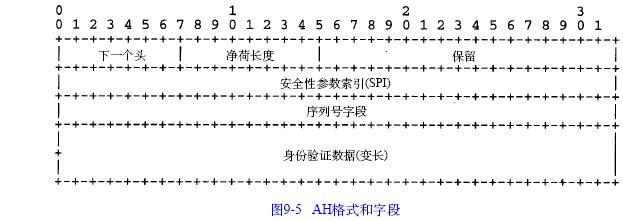 0 1 2 3
0 1 2 3 4 5 6 7 8 9 0 1 2 3 4 5 6 7 8 9 0 1 2 3 4 5 6 7 8 9 0 1
下一个头 净荷长度 保留
安全性参数索引(SPI)
序列号字段
身份验证数据(变长)
图9-5 AH格式和字段